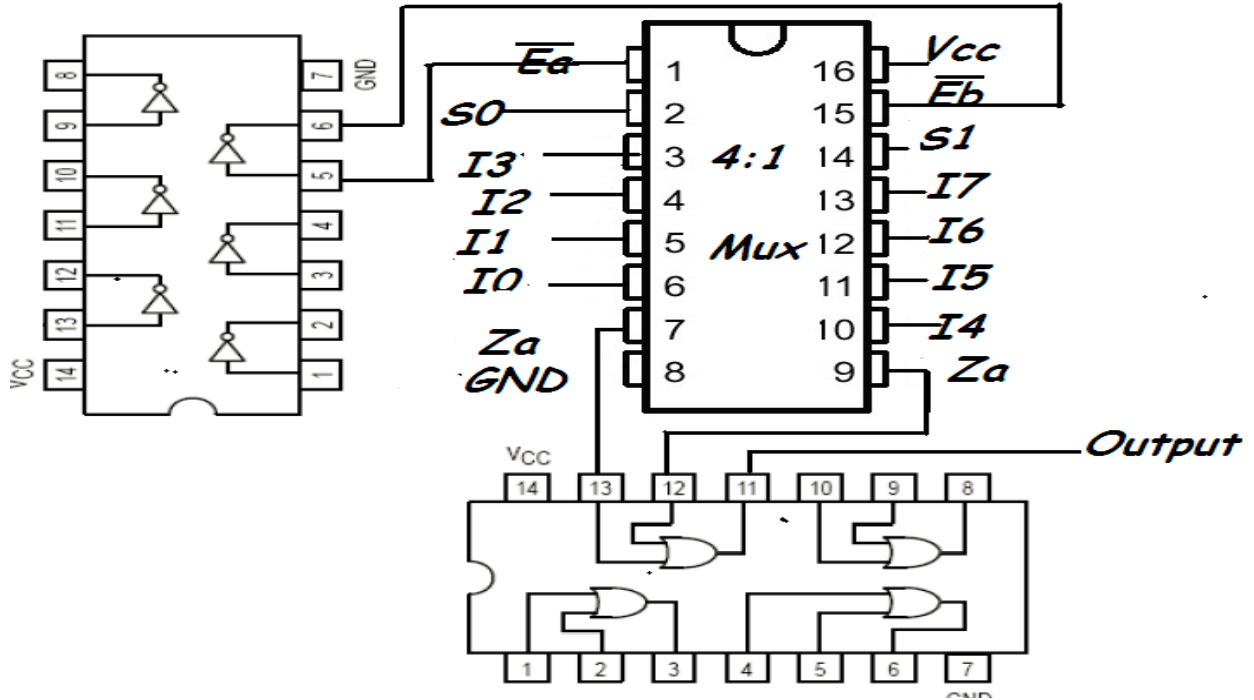 8
9
10
11
12
13
14
VCC
7
GND
6
5
4
3
2
1
Ea
S0
I3
I2
I1
I0
Za
GND
1
2
3
4
5
6
7
8
4:1
Mux
16
15
14
13
12
11
10
9
Vcc
Eb
S1
I7
I6
I5
I4
Za
Output
VCC
14 13 12 11 10 9 8
1 2 3 4 5 6 7
GND